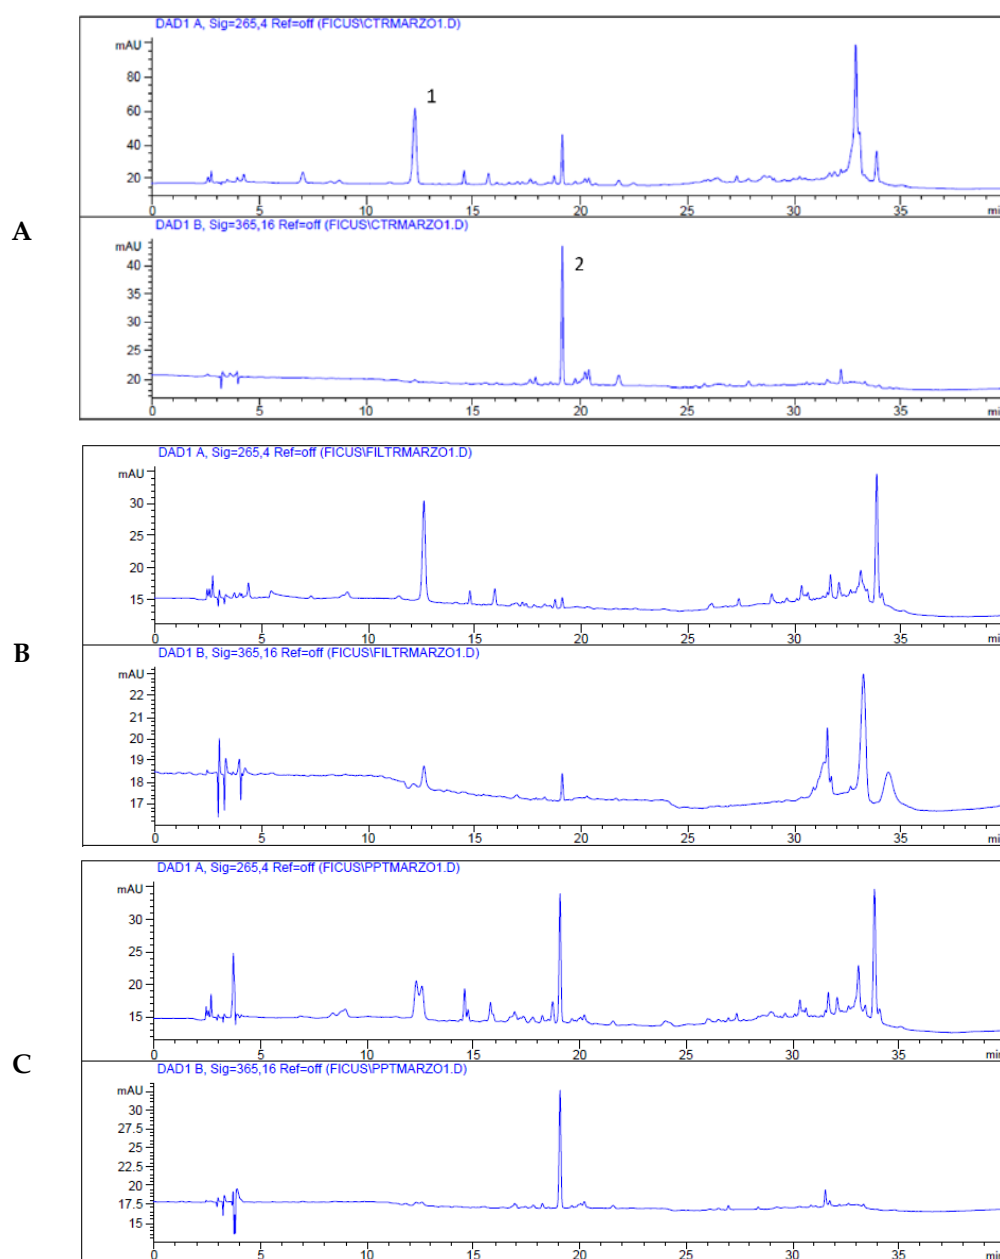 DAD1 A, Sig=265,4 Ref=off (FICUS\CTRMARZO1.D)
mAU
80
60
40
20
1
0 5 10 15 20 25 30 35 mi
A
DAD1 B, Sig=365,16 Ref=off (FICUS\CTRMARZO1.D)
mAU
40
35
30
25
20
2
0 5 10 15 20 25 30 35 mi
DAD1 A, Sig=265,4 Ref=off (FICUS\FILTRMARZO1.D)
mAU
30
25
20
15
0 5 10 15 20 25 30 35 mi
B
DAD1 B, Sig=365,16 Ref=off (FICUS\FILTRMARZO1.D)
mAU
22
21
20
19
18
17
0 5 10 15 20 25 30 35 mi
DAD1 A, Sig=265,4 Ref=off (FICUS\PPTMARZO1.D)
mAU
30
25
20
15
0 5 10 15 20 25 30 35 mi
C
DAD1 B, Sig=365,16 Ref=off (FICUS\PPTMARZO1.D)
mAU
30
27.5
25
22.5
20
17.5
15
0 5 10 15 20 25 30 35 mi